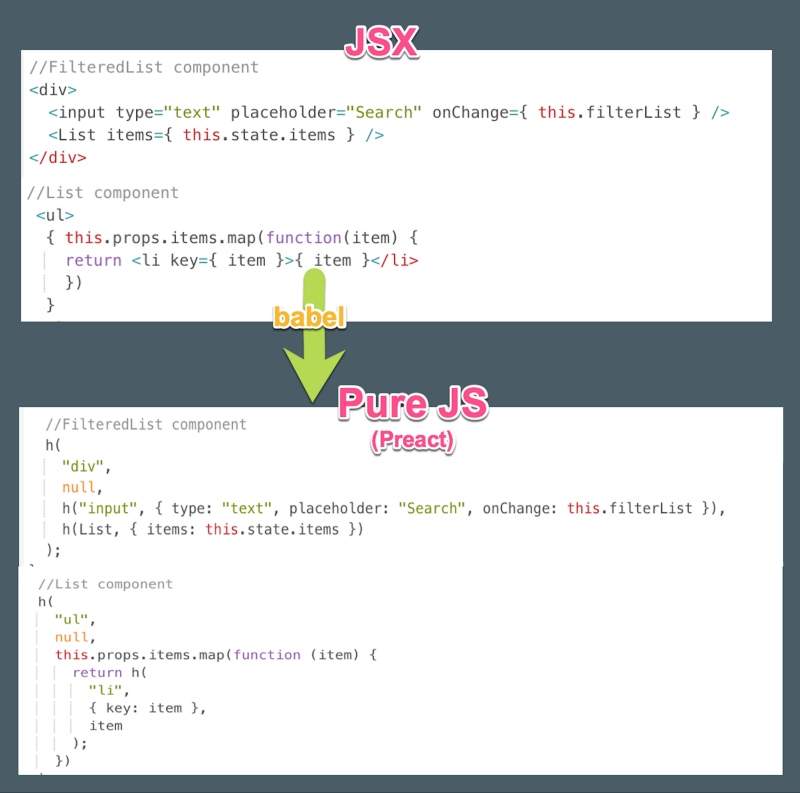 JSX
//FilteredList component
<div>
  <input type="text" placeholder="Search" onChange={ this.filterList } />
  <List items={ this.state.items } />
</div>
//List component
<ul>
 { this.props.items.map(function(item) {
   return <li key={ item }>{ item }</li>
   })
 }
babel
Pure JS
(Preact)
//FilteredList component
h(
  "div",
  null,
  h("input", { type: "text", placeholder: "Search", onChange: this.filterList }),
  h(List, { items: this.state.items })
);
//List component
h(
  "ul",
  null,
  this.props.items.map(function (item) {
    return h(
      "li",
      { key: item },
      item
    );
  })